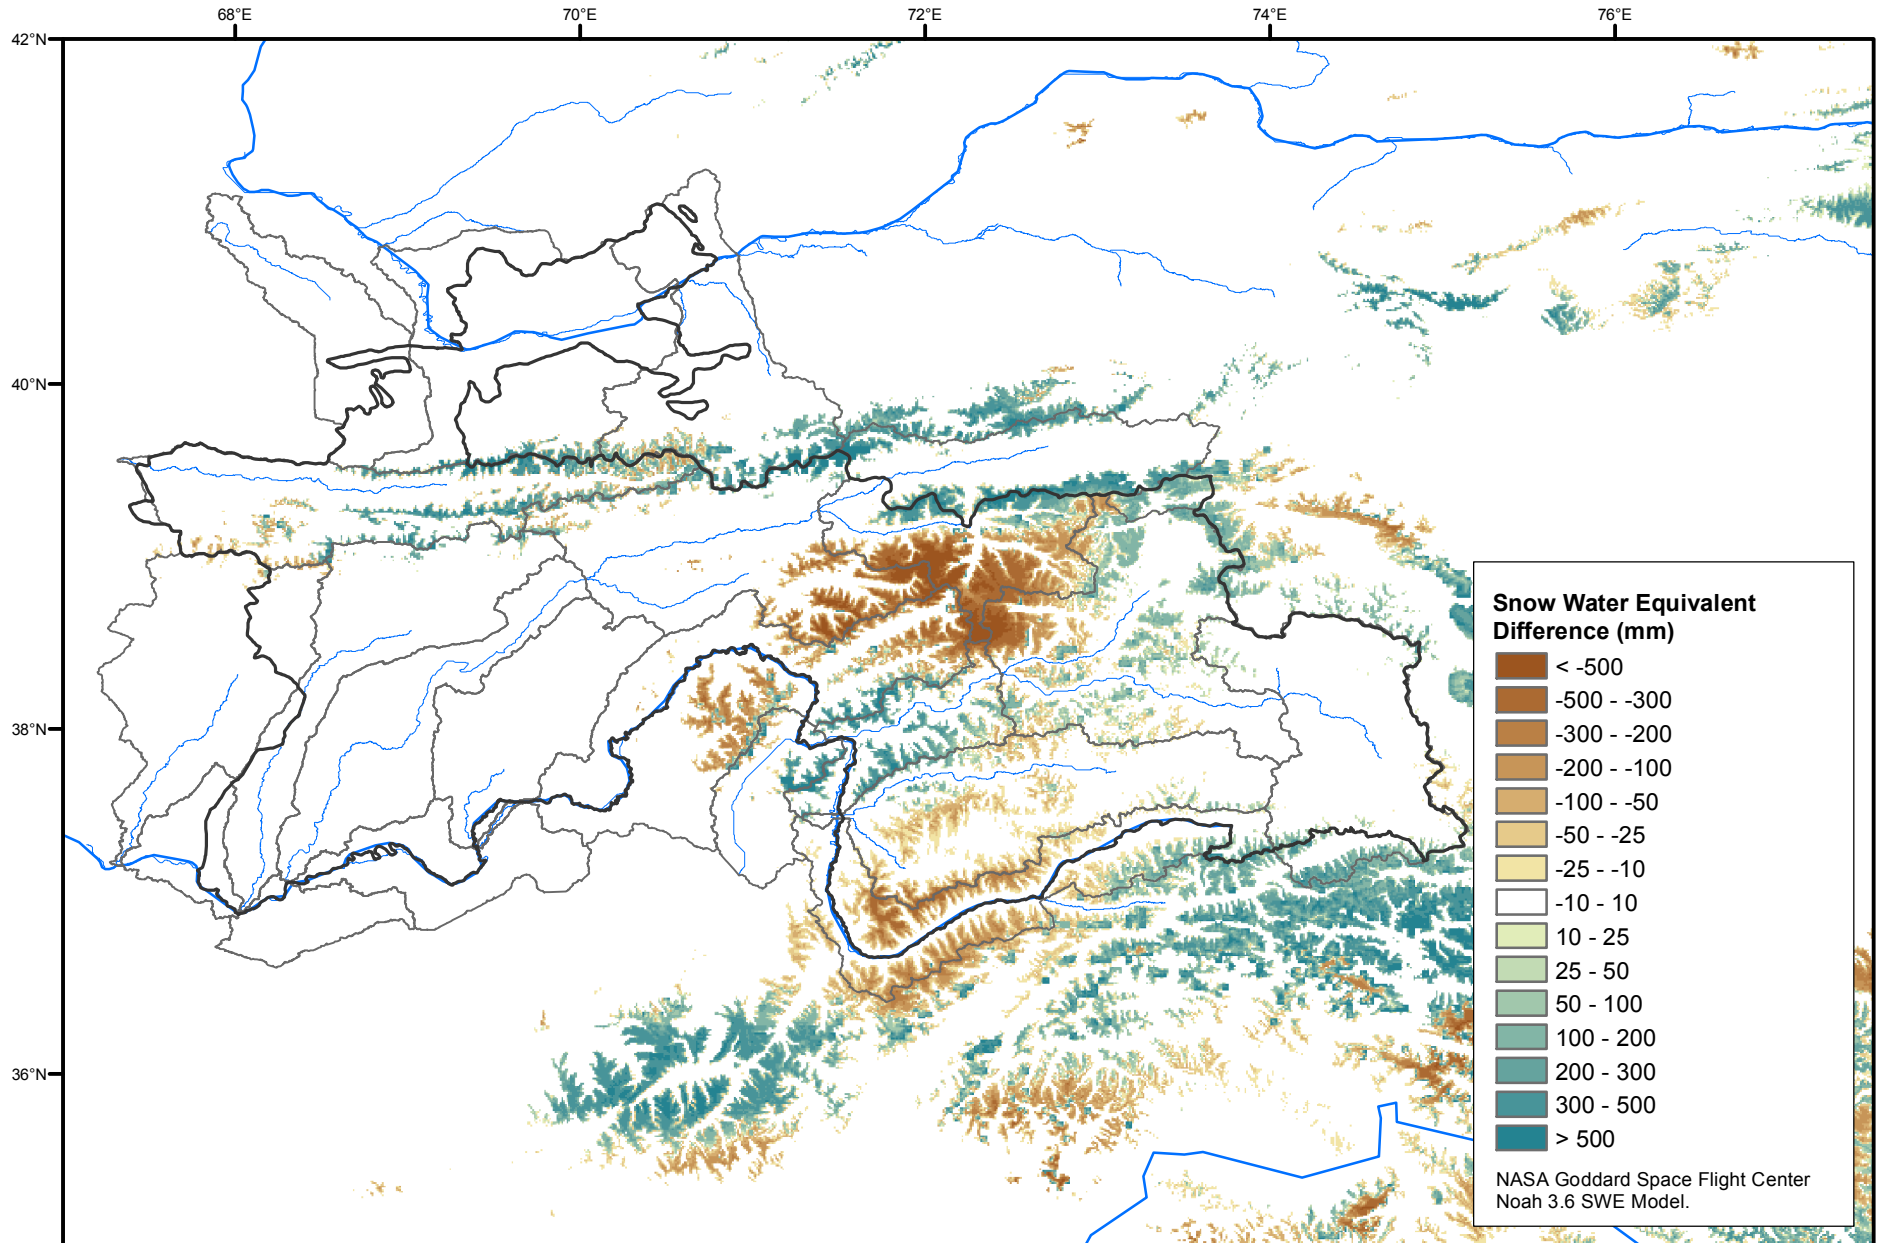 68°E
70°E
72°E
74°E
76°E
42°N
40°N
38°N
36°N
Snow Water Equivalent
Difference (mm)
< -500
-500 - -300
-300 - -200
-200 - -100
-100 - -50
-50 - -25
-25 - -10
-10 - 10
10 - 25
25 - 50
50 - 100
100 - 200
200 - 300
300 - 500
> 500
NASA Goddard Space Flight Center
Noah 3.6 SWE Model.